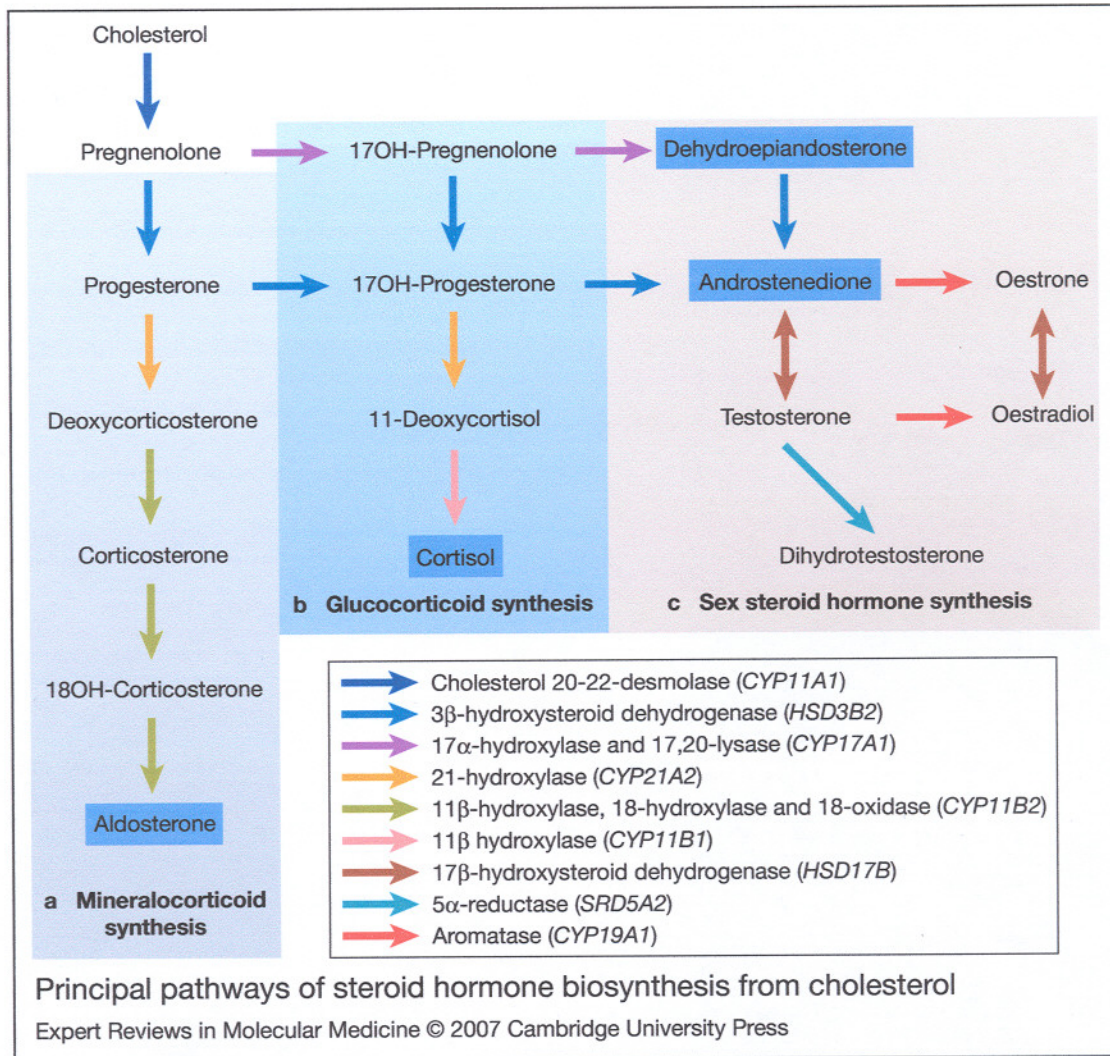 Cholesterol
Pregnenolone
17OH-Pregnenolone
Dehydroepiandosterone
Progesterone
17OH-Progesterone
Androstenedione
Oestrone
Deoxycorticosterone
11-Deoxycortisol
Testosterone
Oestradiol
Corticosterone
Cortisol
Dihydrotestosterone
b Glucocorticoid synthesis
c Sex steroid hormone synthesis
18OH-Corticosterone
Aldosterone
a Mineralocorticoid
synthesis
Cholesterol 20-22-desmolase (CYP11A1)
3β-hydroxysteroid dehydrogenase (HSD3B2)
17α-hydroxylase and 17,20-lysase (CYP17A1)
21-hydroxylase (CYP21A2)
11β-hydroxylase, 18-hydroxylase and 18-oxidase (CYP11B2)
11β hydroxylase (CYP11B1)
17β-hydroxysteroid dehydrogenase (HSD17B)
5α-reductase (SRD5A2)
Aromatase (CYP19A1)
Principal pathways of steroid hormone biosynthesis from cholesterol
Expert Reviews in Molecular Medicine © 2007 Cambridge University Press